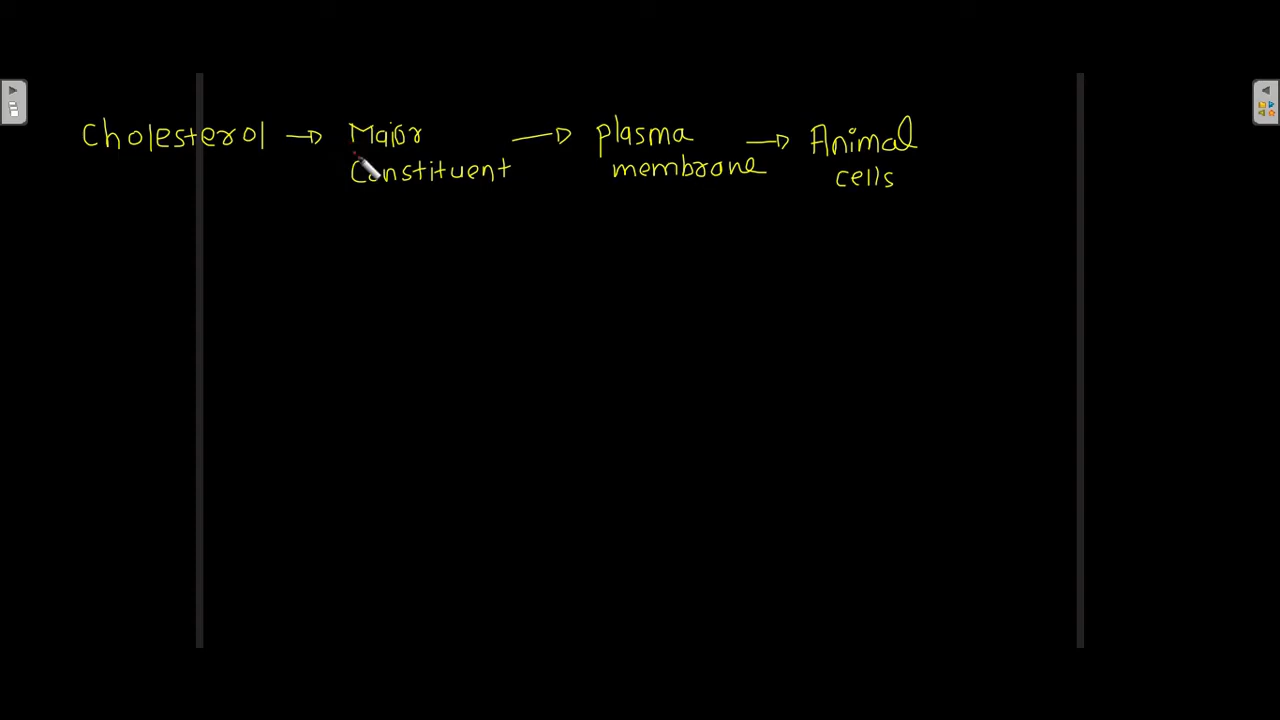 Cholesterol → Major → plasma → Animal
Constituent membrane cells